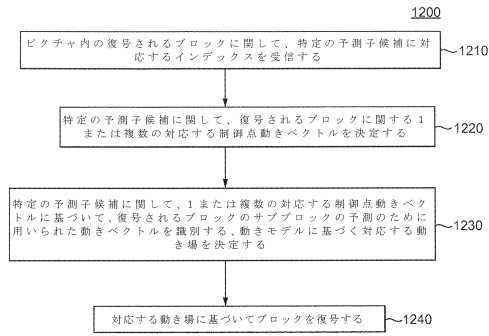 1200
ピクチャ内の復号されるブロックに関して、特定の予測子候補に対
応するインデックスを受信する
1210
特定の予測子候補に関して、復号されるブロックに関する1
または複数の対応する制御点動きベクトルを決定する
1220
特定の予測子候補に関して、1または複数の対応する制御点動きベク
トルに基づいて、復号されるブロックのサブブロックの予測のために
用いられた動きベクトルを識別する、動きモデルに基づく対応する動
き場を決定する
1230
対応する動き場に基づいてブロックを復号する
1240